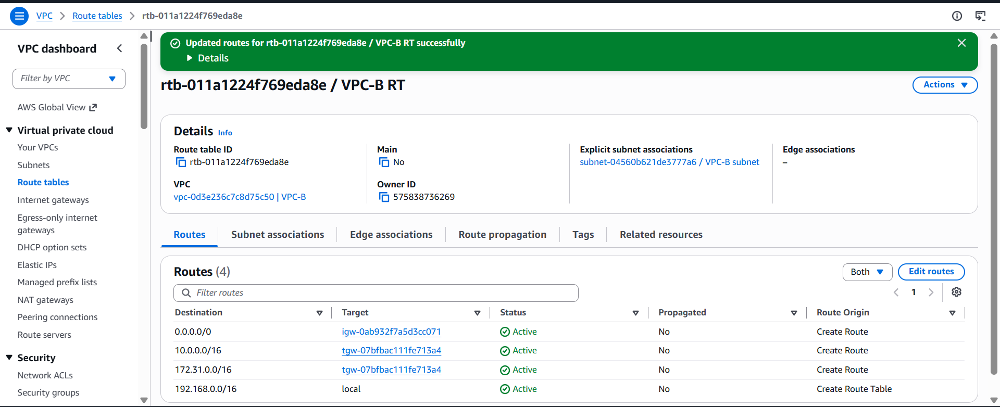 VPC > Route tables > rtb-011a1224f769eda8e
VPC dashboard
Filter by VPC
AWS Global View
Virtual private cloud
Your VPCs
Subnets
Route tables
Internet gateways
Egress-only internet
gateways
DHCP option sets
Elastic IPs
Managed prefix lists
NAT gateways
Peering connections
Route servers
Security
Network ACLs
Security groups
Updated routes for rtb-011a1224f769eda8e / VPC-B RT successfully
Details
rtb-011a1224f769eda8e / VPC-B RT
Actions
Details Info
Route table ID
rtb-011a1224f769eda8e
Main
No
Explicit subnet associations
subnet-04560b621de3777a6 / VPC-B subnet
Edge associations
–
VPC
vpc-0d3e236c7c8d75c50 | VPC-B
Owner ID
575838736269
Routes Subnet associations Edge associations Route propagation Tags Related resources
Routes (4)
Both
Edit routes
Filter routes
1
Destination Target Status Propagated Route Origin
0.0.0.0/0 igw-0ab932f7a5d3cc071 Active No Create Route
10.0.0.0/16 tgw-07bfbac111fe713a4 Active No Create Route
172.31.0.0/16 tgw-07bfbac111fe713a4 Active No Create Route
192.168.0.0/16 local Active No Create Route Table